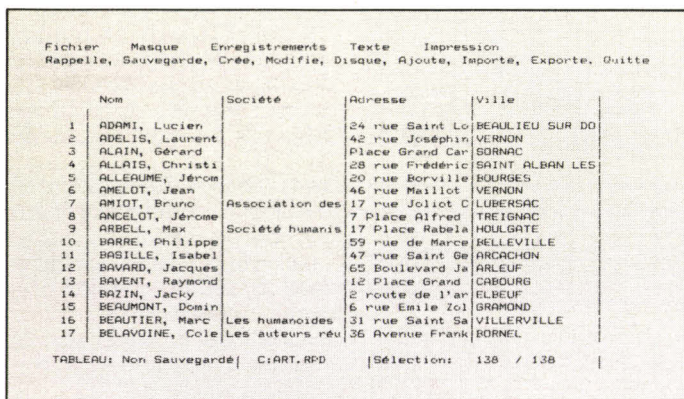 Fichier Masque Enregistrements Texte Impression
Rappelle, Sauvegarde, Crée, Modifie, Disque, Ajoute, Importe, Exporte, Quitte
Nom |Société |Adresse |Ville
1 | ADAMI, Lucien | |24 rue Saint Lo|BEAULIEU SUR DO|
2 | ADELIS, Laurent| |42 rue Joséphin|VERNON
3 | ALAIN, Gérard | |Place Grand Car|SORNAC
4 | ALLAIS, Christi| |28 rue Frédéric|SAINT ALBAN LES|
5 | ALLEAUME, Jérom| |20 rue Borville|BOURGES
6 | AMELOT, Jean | |46 rue Maillot |VERNON
7 | AMIOT, Bruno |Association des|17 rue Joliot C|LUBERSAC
8 | ANCELOT, Jérome| |7 Place Alfred |TREIGNAC
9 | ARBELL, Max |Société humanis|17 Place Rabela|HOULGATE
10 | BARRE, Philippe| |59 rue de Marce|BELLEVILLE
11 | BASILLE, Isabel| |47 rue Saint Ge|ARCACHON
12 | BAVARD, Jacques| |65 Boulevard Ja|ARLEUF
13 | BAVENT, Raymond| |12 Place Grand |CABOURG
14 | BAZIN, Jacky | |2 route de l'ar|ELBEUF
15 | BEAUMONT, Domin| |6 rue Emile Zol|GRAMOND
16 | BEAUTIER, Marc |Les humanoides |31 rue Saint Sa|VILLERVILLE
17 | BELAVOINE, Cole|Les auteurs réu|36 Avenue Frank|BORNEL
TABLEAU: Non Sauvegardé| C:ART.RPD |Sélection: 138 / 138 |